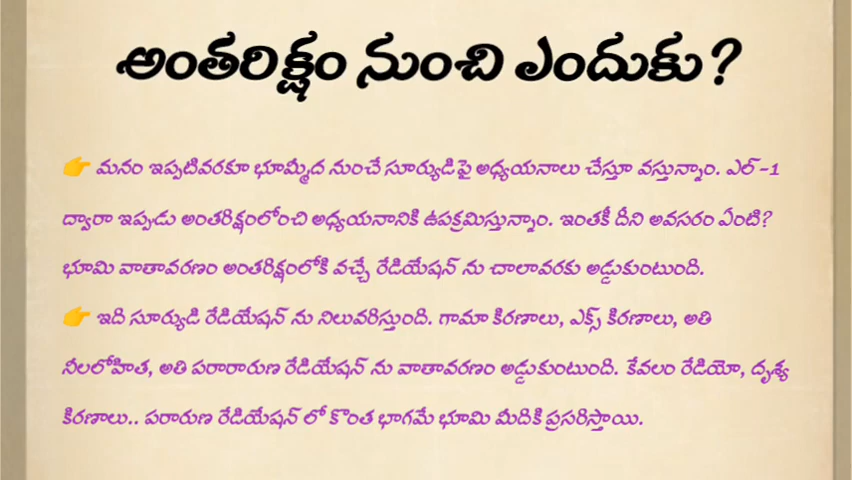 అంతరిక్షం నుంచి ఎందుకు?
👉 మనం ఇప్పటివరకూ భూమ్మీద నుంచే సూర్యుడిపై అధ్యయనాలు చేస్తూ వస్తున్నాం. ఎల్-1
ద్వారా ఇప్పడు అంతరిక్షంలోంచి అధ్యయనానికి ఉపక్రమిస్తున్నాం. ఇంతకీ దీని అవసరం ఏంటి?
భూమి వాతావరణం అంతరిక్షంలోకి వచ్చే రేడియేషన్ ను చాలావరకు అడ్డుకుంటుంది.
👉 ఇది సూర్యుడి రేడియేషన్ ను నిలువరిస్తుంది. గామా కిరణాలు, ఎక్స్ కిరణాలు, అతి
నీలలోహిత, అతి పరారారుణ రేడియేషన్ ను వాతావరణం అడ్డుకుంటుంది. కేవలం రేడియో, దృశ్య
కిరణాలు.. పరారుణ రేడియేషన్ లో కొంత భాగమే భూమి మీదికి ప్రసరిస్తాయి.